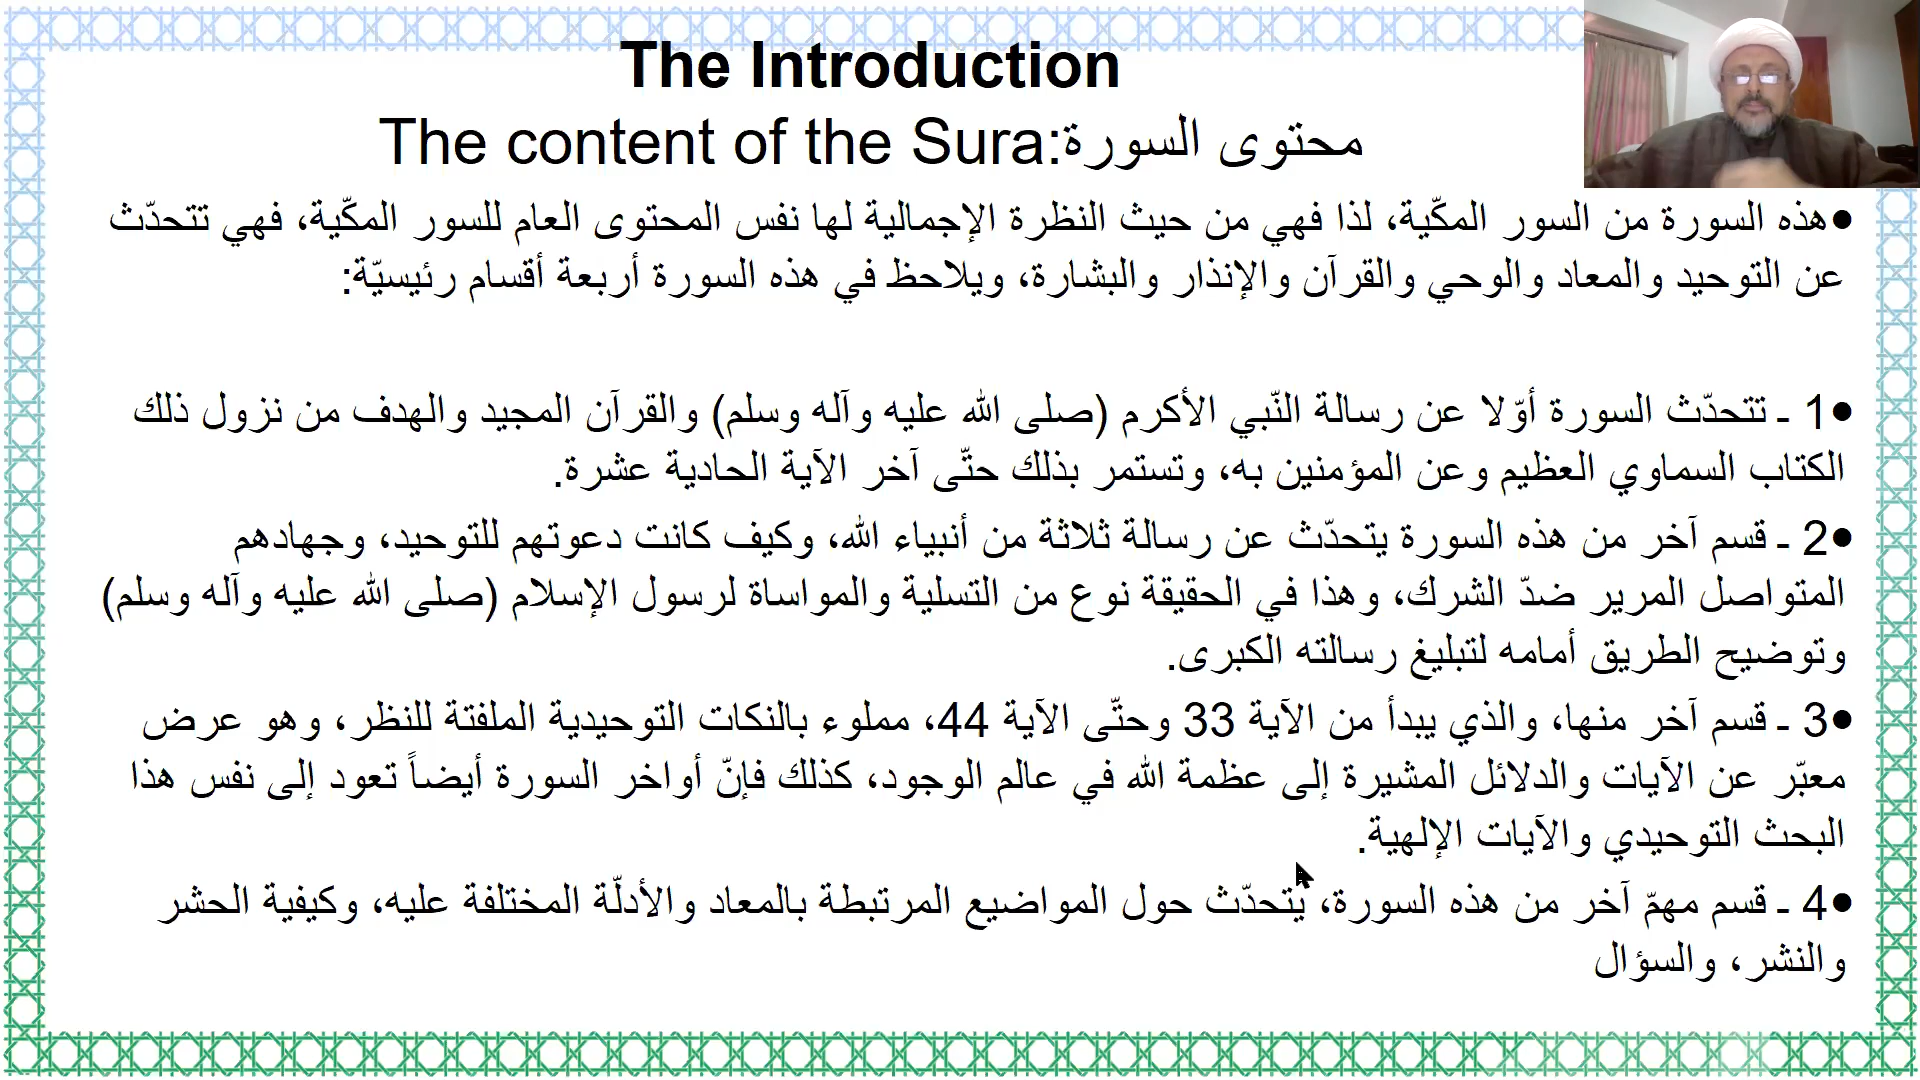 The Introduction
The content of the Sura:محتوى السورة
●هذه السورة من السور المكّية، لذا فهي من حيث النظرة الإجمالية لها نفس المحتوى العام للسور المكّية، فهي تتحدّث
عن التوحيد والمعاد والوحي والقرآن والإنذار والبشارة، ويلاحظ في هذه السورة أربعة أقسام رئيسيّة:
●1 ـ تتحدّث السورة أوّلا عن رسالة النّبي الأكرم (صلى الله عليه وآله وسلم) والقرآن المجيد والهدف من نزول ذلك
الكتاب السماوي العظيم وعن المؤمنين به، وتستمر بذلك حتّى آخر الآية الحادية عشرة.
●2 ـ قسم آخر من هذه السورة يتحدّث عن رسالة ثلاثة من أنبياء الله، وكيف كانت دعوتهم للتوحيد، وجهادهم
المتواصل المرير ضدّ الشرك، وهذا في الحقيقة نوع من التسلية والمواساة لرسول الإسلام (صلى الله عليه وآله وسلم)
وتوضيح الطريق أمامه لتبليغ رسالته الكبرى.
●3 ـ قسم آخر منها، والذي يبدأ من الآية 33 وحتّى الآية 44، مملوء بالنكات التوحيدية الملفتة للنظر، وهو عرض
معبّر عن الآيات والدلائل المشيرة إلى عظمة الله في عالم الوجود، كذلك فإنّ أواخر السورة أيضاً تعود إلى نفس هذا
البحث التوحيدي والآيات الإلهية.
●4 ـ قسم مهمّ آخر من هذه السورة، يتحدّث حول المواضيع المرتبطة بالمعاد والأدلّة المختلفة عليه، وكيفية الحشر
والنشر، والسؤال